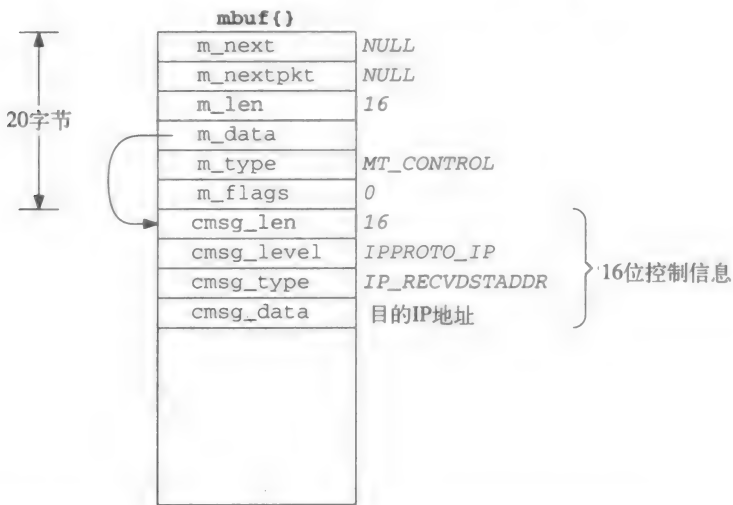 mbuf{}
m_next NULL
m_nextpkt NULL
m_len 16
20字节
m_data
m_type MT_CONTROL
m_flags 0
cmsg_len 16
cmsg_level IPPROTO_IP
cmsg_type IP_RECVDSTADDR
16位控制信息
cmsg_data 目的IP地址